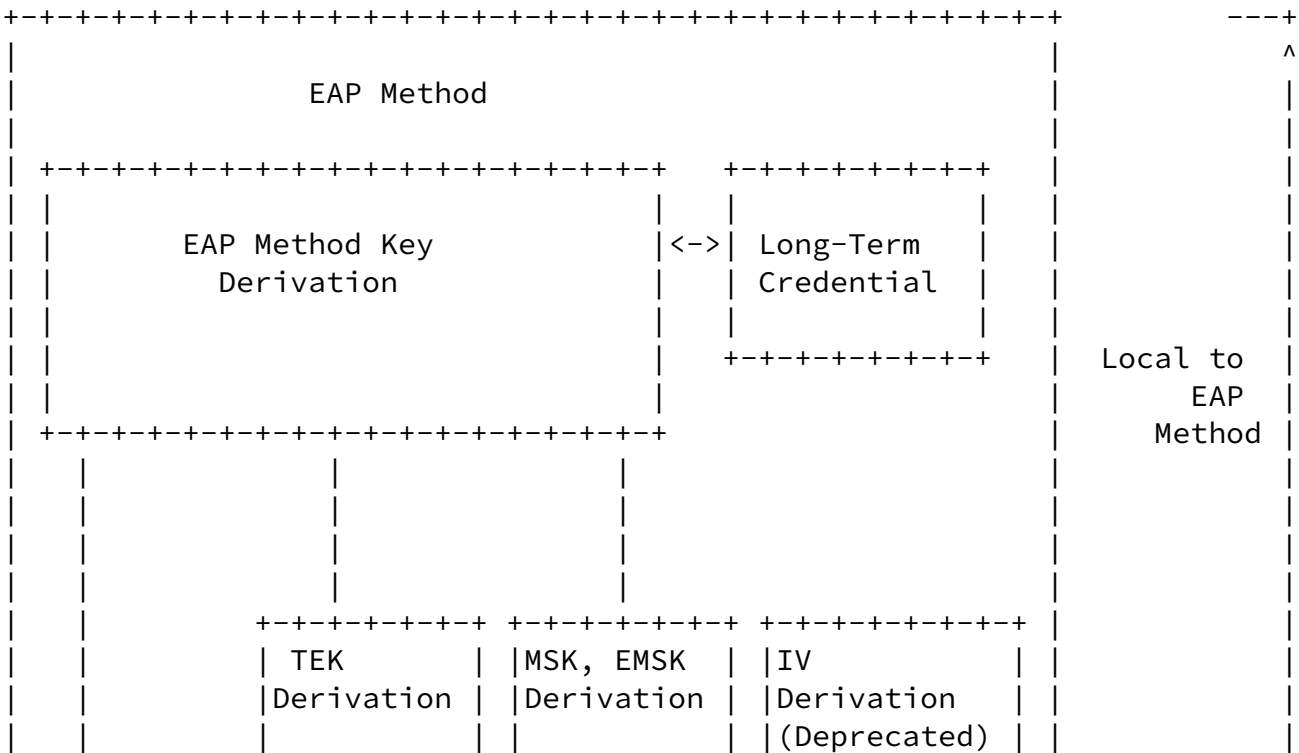 +-+-+-+-+-+-+-+-+-+-+-+-+-+-+-+-+-+-+-+-+-+-+-+-+-+-+-+-+-+         ---+
|                                                         |            ^
|                EAP Method                               |            |
|                                                         |            |
| +-+-+-+-+-+-+-+-+-+-+-+-+-+-+-+-+-+-+   +-+-+-+-+-+-+-+   |            |
| |                                 |   |             |   |            |
| |       EAP Method Key            |<->| Long-Term   |   |            |
| |         Derivation              |   | Credential  |   |            |
| |                                 |   |             |   |            |
| |                                 |   +-+-+-+-+-+-+-+   |  Local to  |
| |                                 |                     |       EAP  |
| +-+-+-+-+-+-+-+-+-+-+-+-+-+-+-+-+-+-+                     |     Method |
|   |             |               |                       |            |
|   |             |               |                       |            |
|   |             |               |                       |            |
|   |             |               |                       |            |
|   |         +-+-+-+-+-+-+-+ +-+-+-+-+-+-+-+ +-+-+-+-+-+-+-+-+ |            |
|   |         | TEK       | |MSK, EMSK  | |IV           | |            |
|   |         |Derivation | |Derivation | |Derivation   | |            |
|   |         |           | |           | |(Deprecated) | |            |